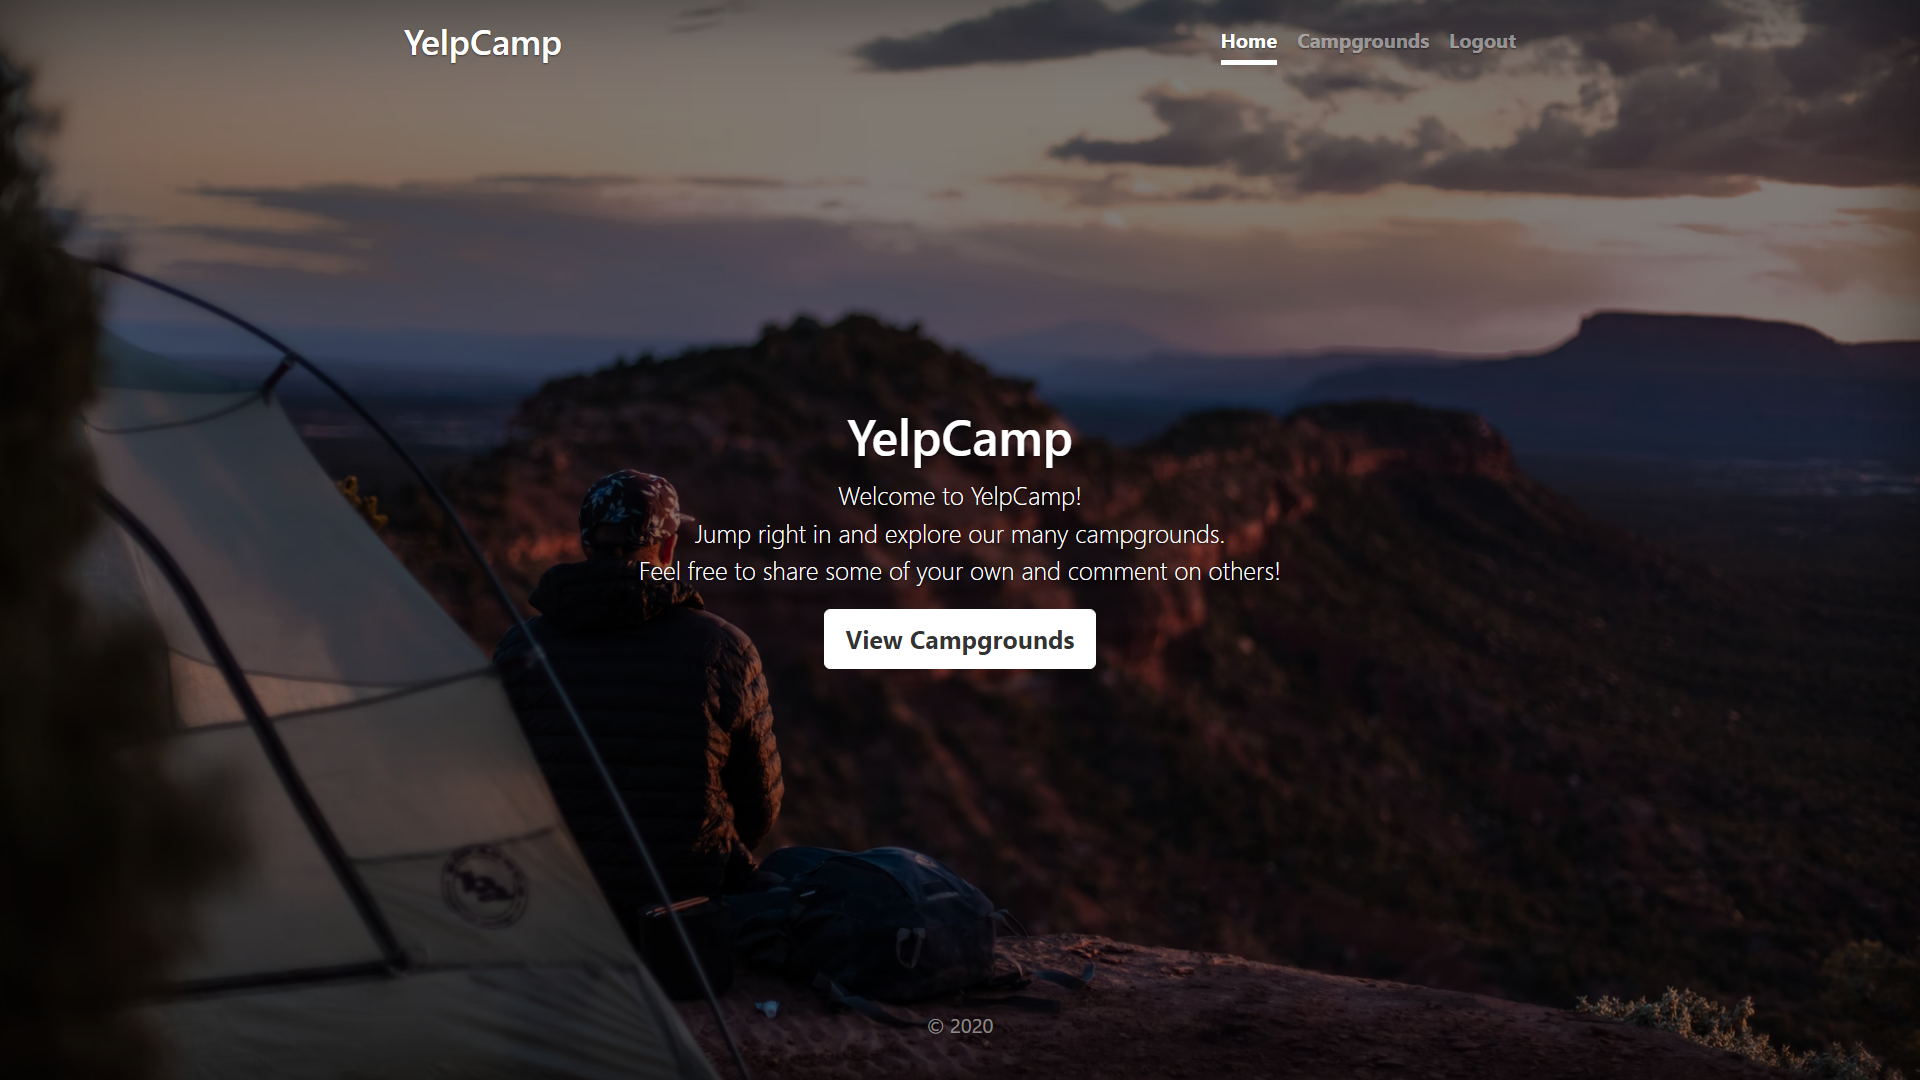 YelpCamp
Home Campgrounds Logout
YelpCamp
Welcome to YelpCamp!
Jump right in and explore our many campgrounds.
Feel free to share some of your own and comment on others!
View Campgrounds
© 2020